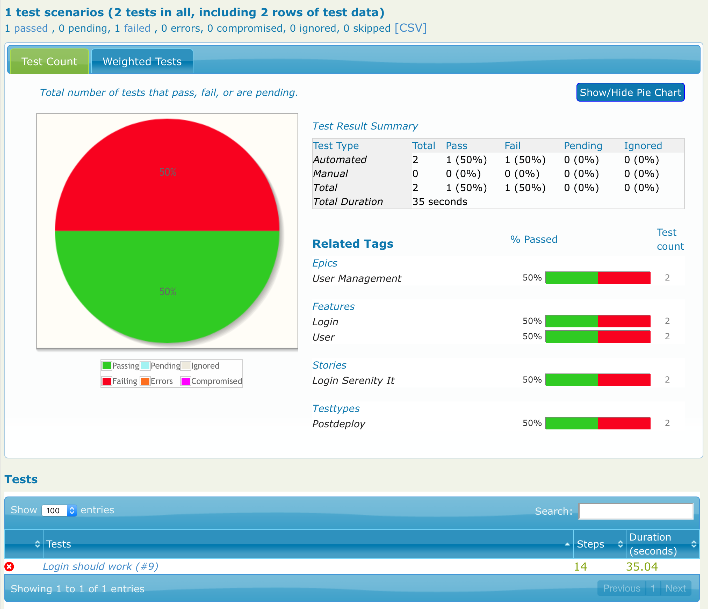 1 test scenarios (2 tests in all, including 2 rows of test data)
1 passed , 0 pending, 1 failed , 0 errors, 0 compromised, 0 ignored, 0 skipped [CSV]
Test Count Weighted Tests
Total number of tests that pass, fail, or are pending.
Show/Hide Pie Chart
50%
50%
Passing Pending Ignored
Failing Errors Compromised
Test Result Summary
Test Type Total Pass Fail Pending Ignored
Automated 2 1 (50%) 1 (50%) 0 (0%) 0 (0%)
Manual 0 0 (0%) 0 (0%) 0 (0%) 0 (0%)
Total 2 1 (50%) 1 (50%) 0 (0%) 0 (0%)
Total Duration 35 seconds
Related Tags % Passed Test count
Epics
User Management 50% 2
Features
Login 50% 2
User 50% 2
Stories
Login Serenity It 50% 2
Testtypes
Postdeploy 50% 2
Tests
Show 100 entries Search:
Tests Steps Duration (seconds)
Login should work (#9) 14 35.04
Showing 1 to 1 of 1 entries Previous 1 Next